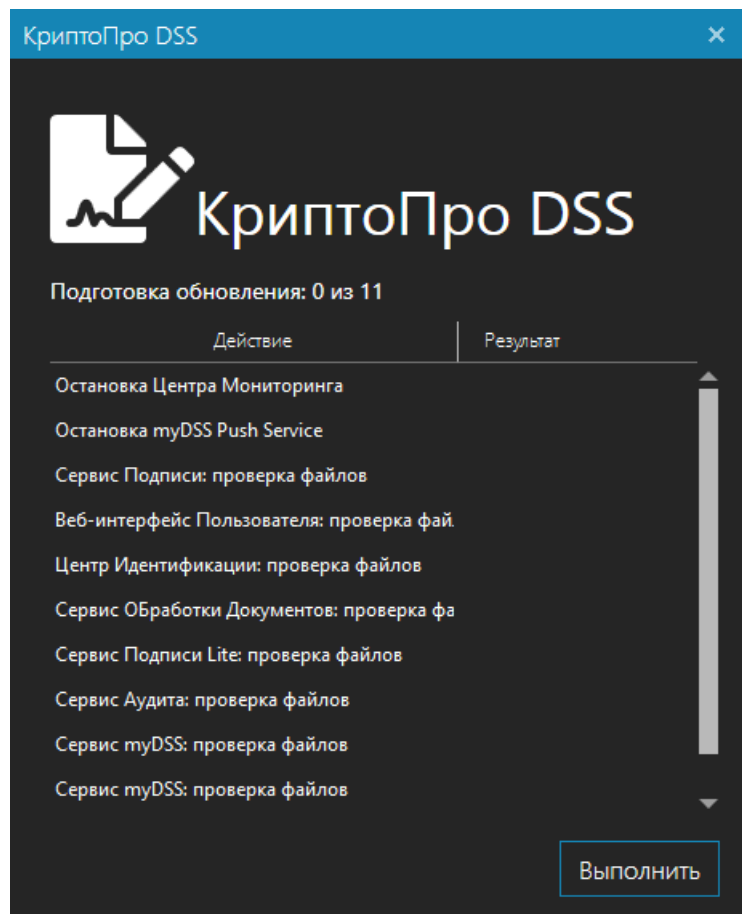 КриптоПро DSS
КриптоПро DSS
Подготовка обновления: 0 из 11
Действие Результат
Остановка Центра Мониторинга
Остановка myDSS Push Service
Сервис Подписи: проверка файлов
Веб-интерфейс Пользователя: проверка фай
Центр Идентификации: проверка файлов
Сервис ОБработки Документов: проверка фа
Сервис Подписи Lite: проверка файлов
Сервис Аудита: проверка файлов
Сервис myDSS: проверка файлов
Сервис myDSS: проверка файлов
Выполнить